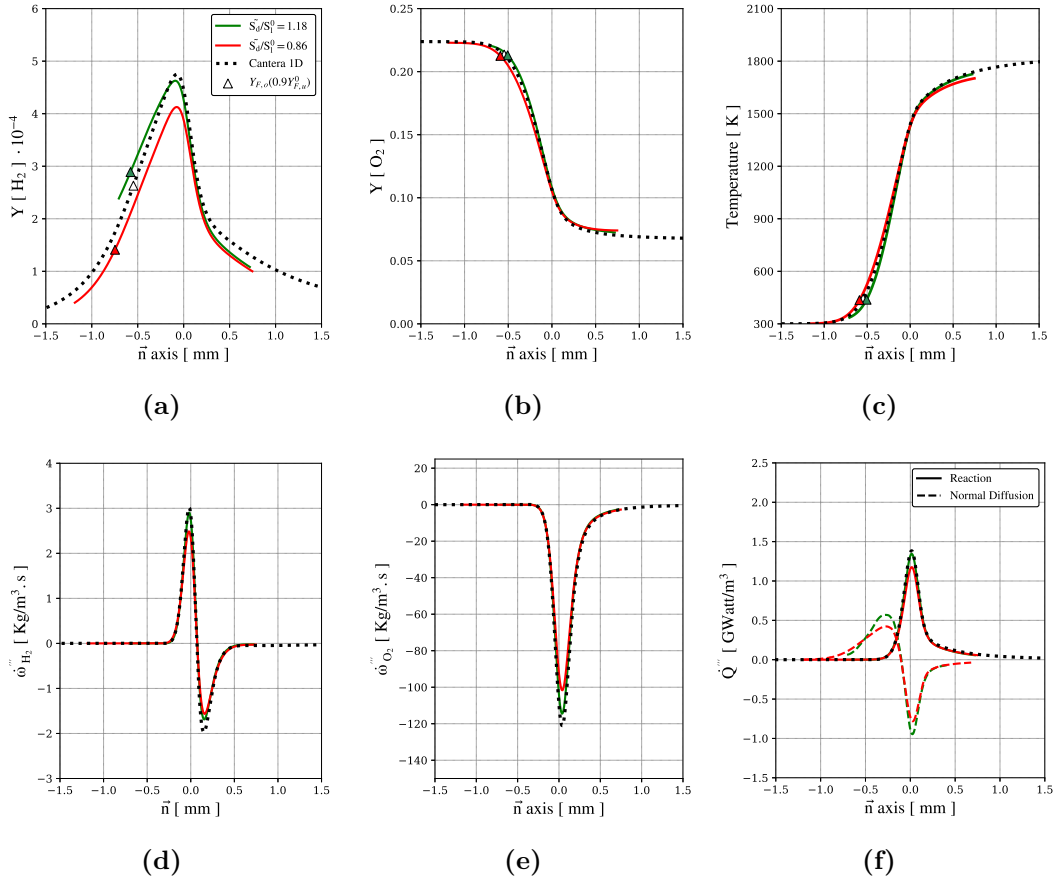 6
5
4
3
2
1
0
Y [ H₂ ] · 10⁻⁴
S̃_d/S_l⁰ = 1.18
S̃_d/S_l⁰ = 0.86
Cantera 1D
Y_{F,o}(0.9Y⁰_{F,u})
−1.5 −1.0 −0.5 0.0 0.5 1.0 1.5
n⃗ axis [ mm ]
(a)
0.25
0.20
0.15
0.10
0.05
0.00
Y [ O₂ ]
−1.5 −1.0 −0.5 0.0 0.5 1.0 1.5
n⃗ axis [ mm ]
(b)
2100
1800
1500
1200
900
600
300
Temperature [ K ]
−1.5 −1.0 −0.5 0.0 0.5 1.0 1.5
n⃗ axis [ mm ]
(c)
4
3
2
1
0
−1
−2
−3
ω̇‴_{H₂} [ Kg/m³ . s ]
−1.5 −1.0 −0.5 0.0 0.5 1.0 1.5
n⃗ [ mm ]
(d)
20
0
−20
−40
−60
−80
−100
−120
−140
ω̇‴_{O₂} [ Kg/m³ . s ]
−1.5 −1.0 −0.5 0.0 0.5 1.0 1.5
n⃗ axis [ mm ]
(e)
2.5
2.0
1.5
1.0
0.5
0.0
−0.5
−1.0
−1.5
Q̇‴ [ GWatt/m³ ]
Reaction
Normal Diffusion
−1.5 −1.0 −0.5 0.0 0.5 1.0 1.5
n⃗ axis [ mm ]
(f)